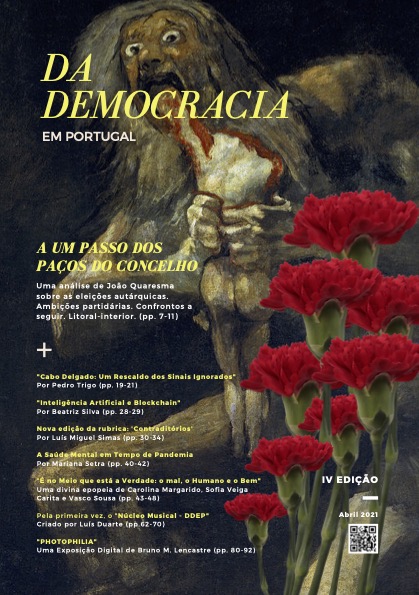 DA
DEMOCRACIA
EM PORTUGAL
A UM PASSO DOS
PAÇOS DO CONCELHO
Uma análise de João Quaresma
sobre as eleições autárquicas.
Ambições partidárias. Confrontos a
seguir. Litoral-interior. (pp. 7-11)
+
"Cabo Delgado: Um Rescaldo dos Sinais Ignorados"
Por Pedro Trigo (pp. 19-21)
"Inteligência Artificial e Blockchain"
Por Beatriz Silva (pp. 28-29)
Nova edição da rubrica: 'Contraditórios'
Por Luís Miguel Simas (pp. 30-34)
A Saúde Mental em Tempo de Pandemia
Por Mariana Setra (pp. 40-42)
"É no Meio que está a Verdade: o mal, o Humano e o Bem"
Uma divina epopeia de Carolina Margarido, Sofia Veiga
Carita e Vasco Sousa (pp. 43-48)
Pela primeira vez, o "Núcleo Musical - DDEP"
Criado por Luís Duarte (pp.62-70)
"PHOTOPHILIA"
Uma Exposição Digital de Bruno M. Lencastre (pp. 80-92)
IV EDIÇÃO
Abril 2021